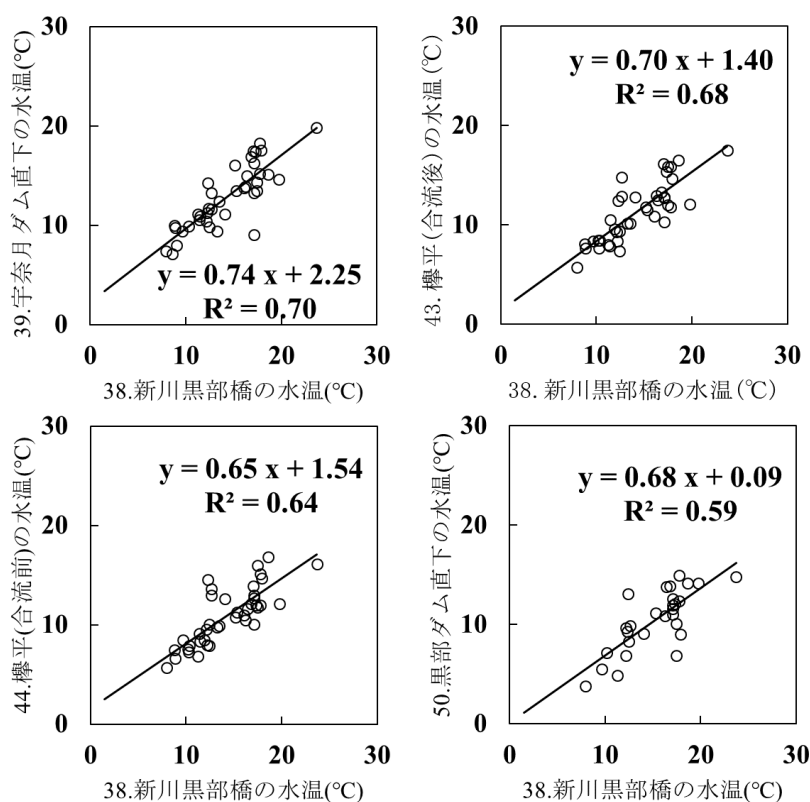 30
20
10
0
39.宇奈月ダム直下の水温(℃)
y = 0.74 x + 2.25
R² = 0.70
0 10 20 30
38.新川黒部橋の水温(℃)
30
20
10
0
43.欅平(合流後)の水温(℃)
y = 0.70 x + 1.40
R² = 0.68
0 10 20 30
38.新川黒部橋の水温(℃)
30
20
10
0
44.欅平(合流前)の水温(℃)
y = 0.65 x + 1.54
R² = 0.64
0 10 20 30
38.新川黒部橋の水温(℃)
30
20
10
0
50.黒部ダム直下の水温(℃)
y = 0.68 x + 0.09
R² = 0.59
0 10 20 30
38.新川黒部橋の水温(℃)